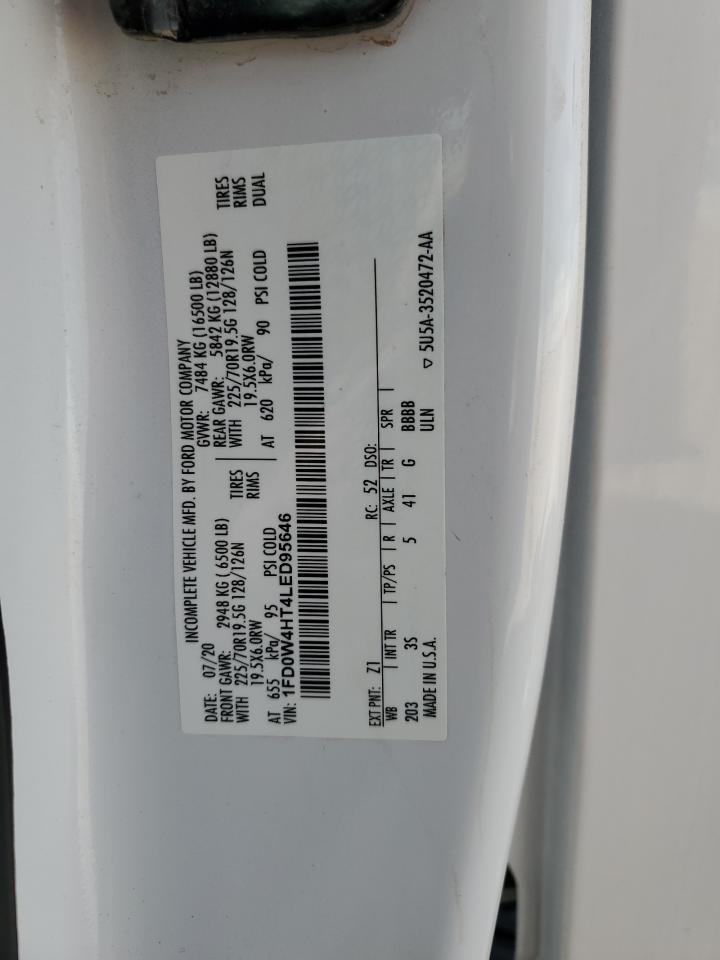 INCOMPLETE VEHICLE MFD. BY FORD MOTOR COMPANY
DATE: 07/20 GVWR: 7484 KG (16500 LB)
FRONT GAWR: 2948 KG ( 6500 LB) REAR GAWR: 5842 KG (12880 LB)
WITH 225/70R19.5G 128/126N TIRES WITH 225/70R19.5G 128/126N TIRES
19.5X6.0RW RIMS 19.5X6.0RW RIMS
AT 655 kPa/ 95 PSI COLD AT 620 kPa/ 90 PSI COLD DUAL
VIN: 1FD0W4HT4LED95646
EXT PNT: Z1 RC: 52 DSO:
WB | INT TR | TP/PS | R | AXLE | TR | SPR |
203 3S 5 41 G BBBB
MADE IN U.S.A. ULN
▽ 5U5A-3520472-AA